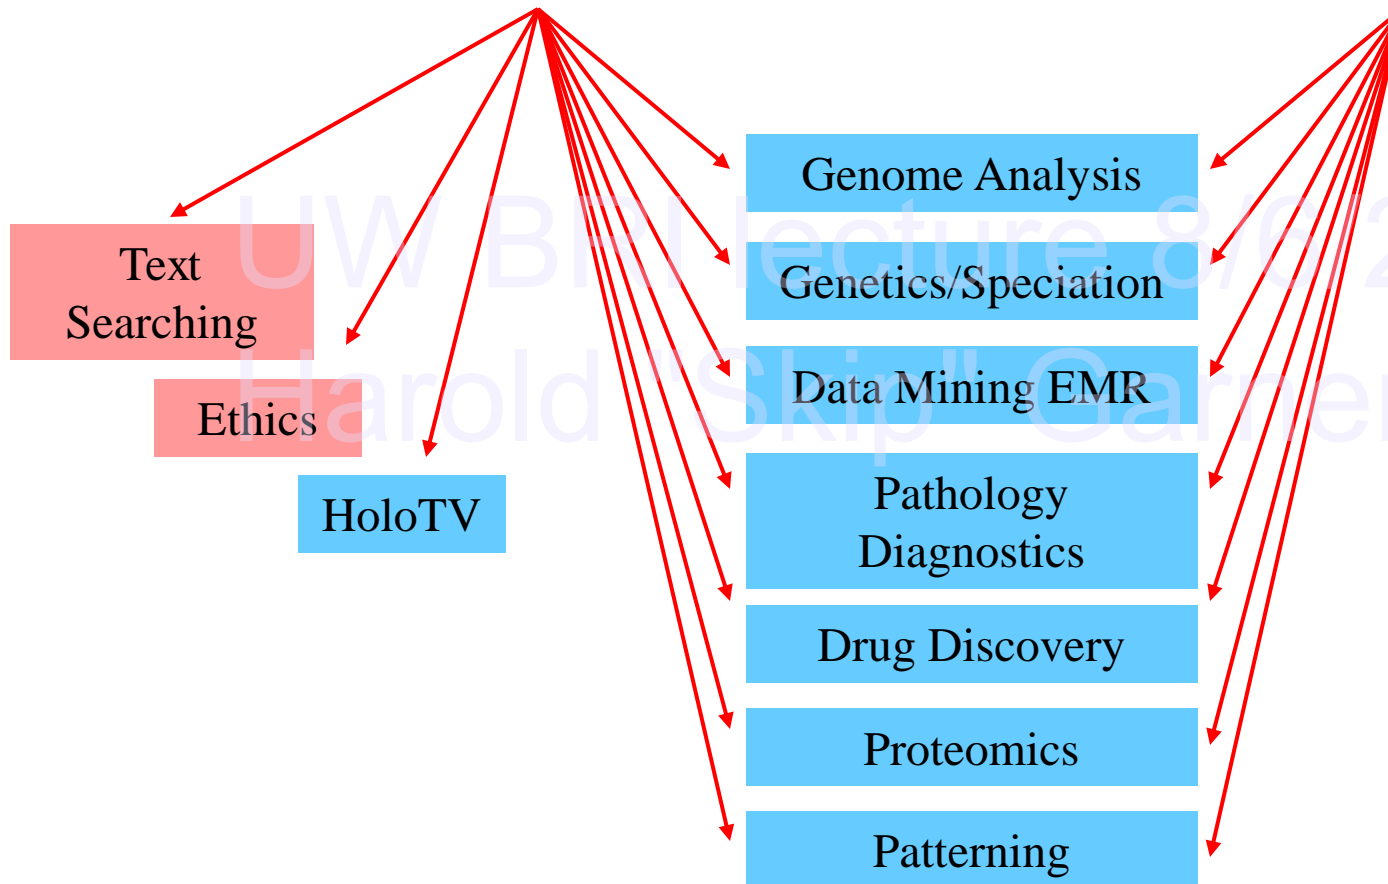 Genome Analysis
Genetics/Speciation
Data Mining EMR
Pathology
Diagnostics
Drug Discovery
Proteomics
Patterning
Text
Searching
Ethics
HoloTV
UW BRI lecture 8/6/2
Harold "Skip" Garner